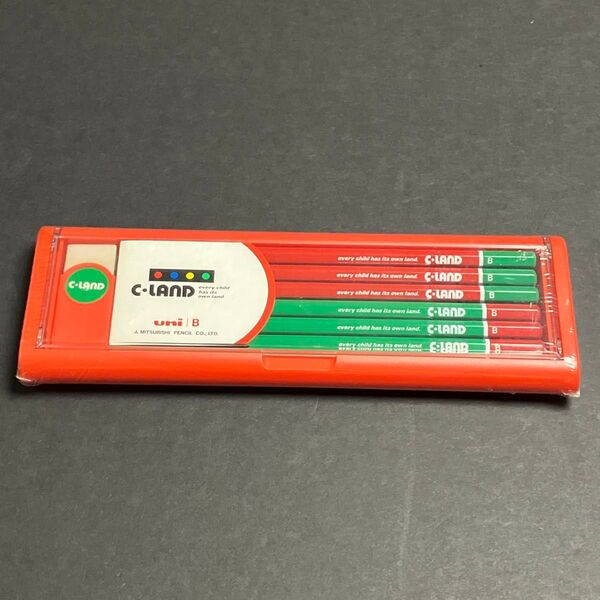 C•LAND
C•LAND
every child
has its
own land
uni B
J. MITSUBISHI PENCIL CO., LTD.
every child has its own land. C•LAND B
every child has its own land. C•LAND B
every child has its own land. C•LAND B
every child has its own land. C•LAND B
every child has its own land. C•LAND B
every child has its own land. C•LAND B